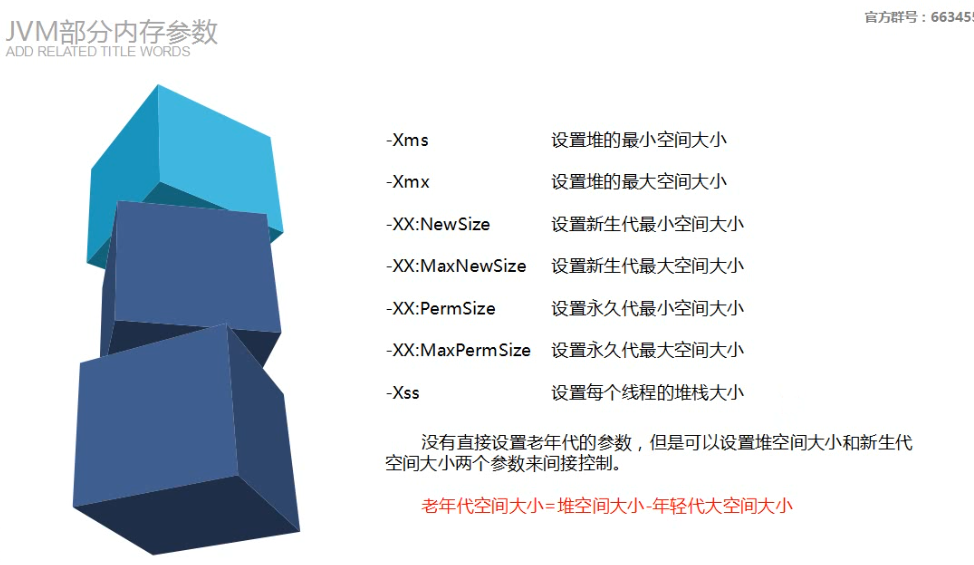 官方群号：66345
JVM部分内存参数
ADD RELATED TITLE WORDS
-Xms 设置堆的最小空间大小
-Xmx 设置堆的最大空间大小
-XX:NewSize 设置新生代最小空间大小
-XX:MaxNewSize 设置新生代最大空间大小
-XX:PermSize 设置永久代最小空间大小
-XX:MaxPermSize 设置永久代最大空间大小
-Xss 设置每个线程的堆栈大小
没有直接设置老年代的参数，但是可以设置堆空间大小和新生代
空间大小两个参数来间接控制。
老年代空间大小=堆空间大小-年轻代大空间大小